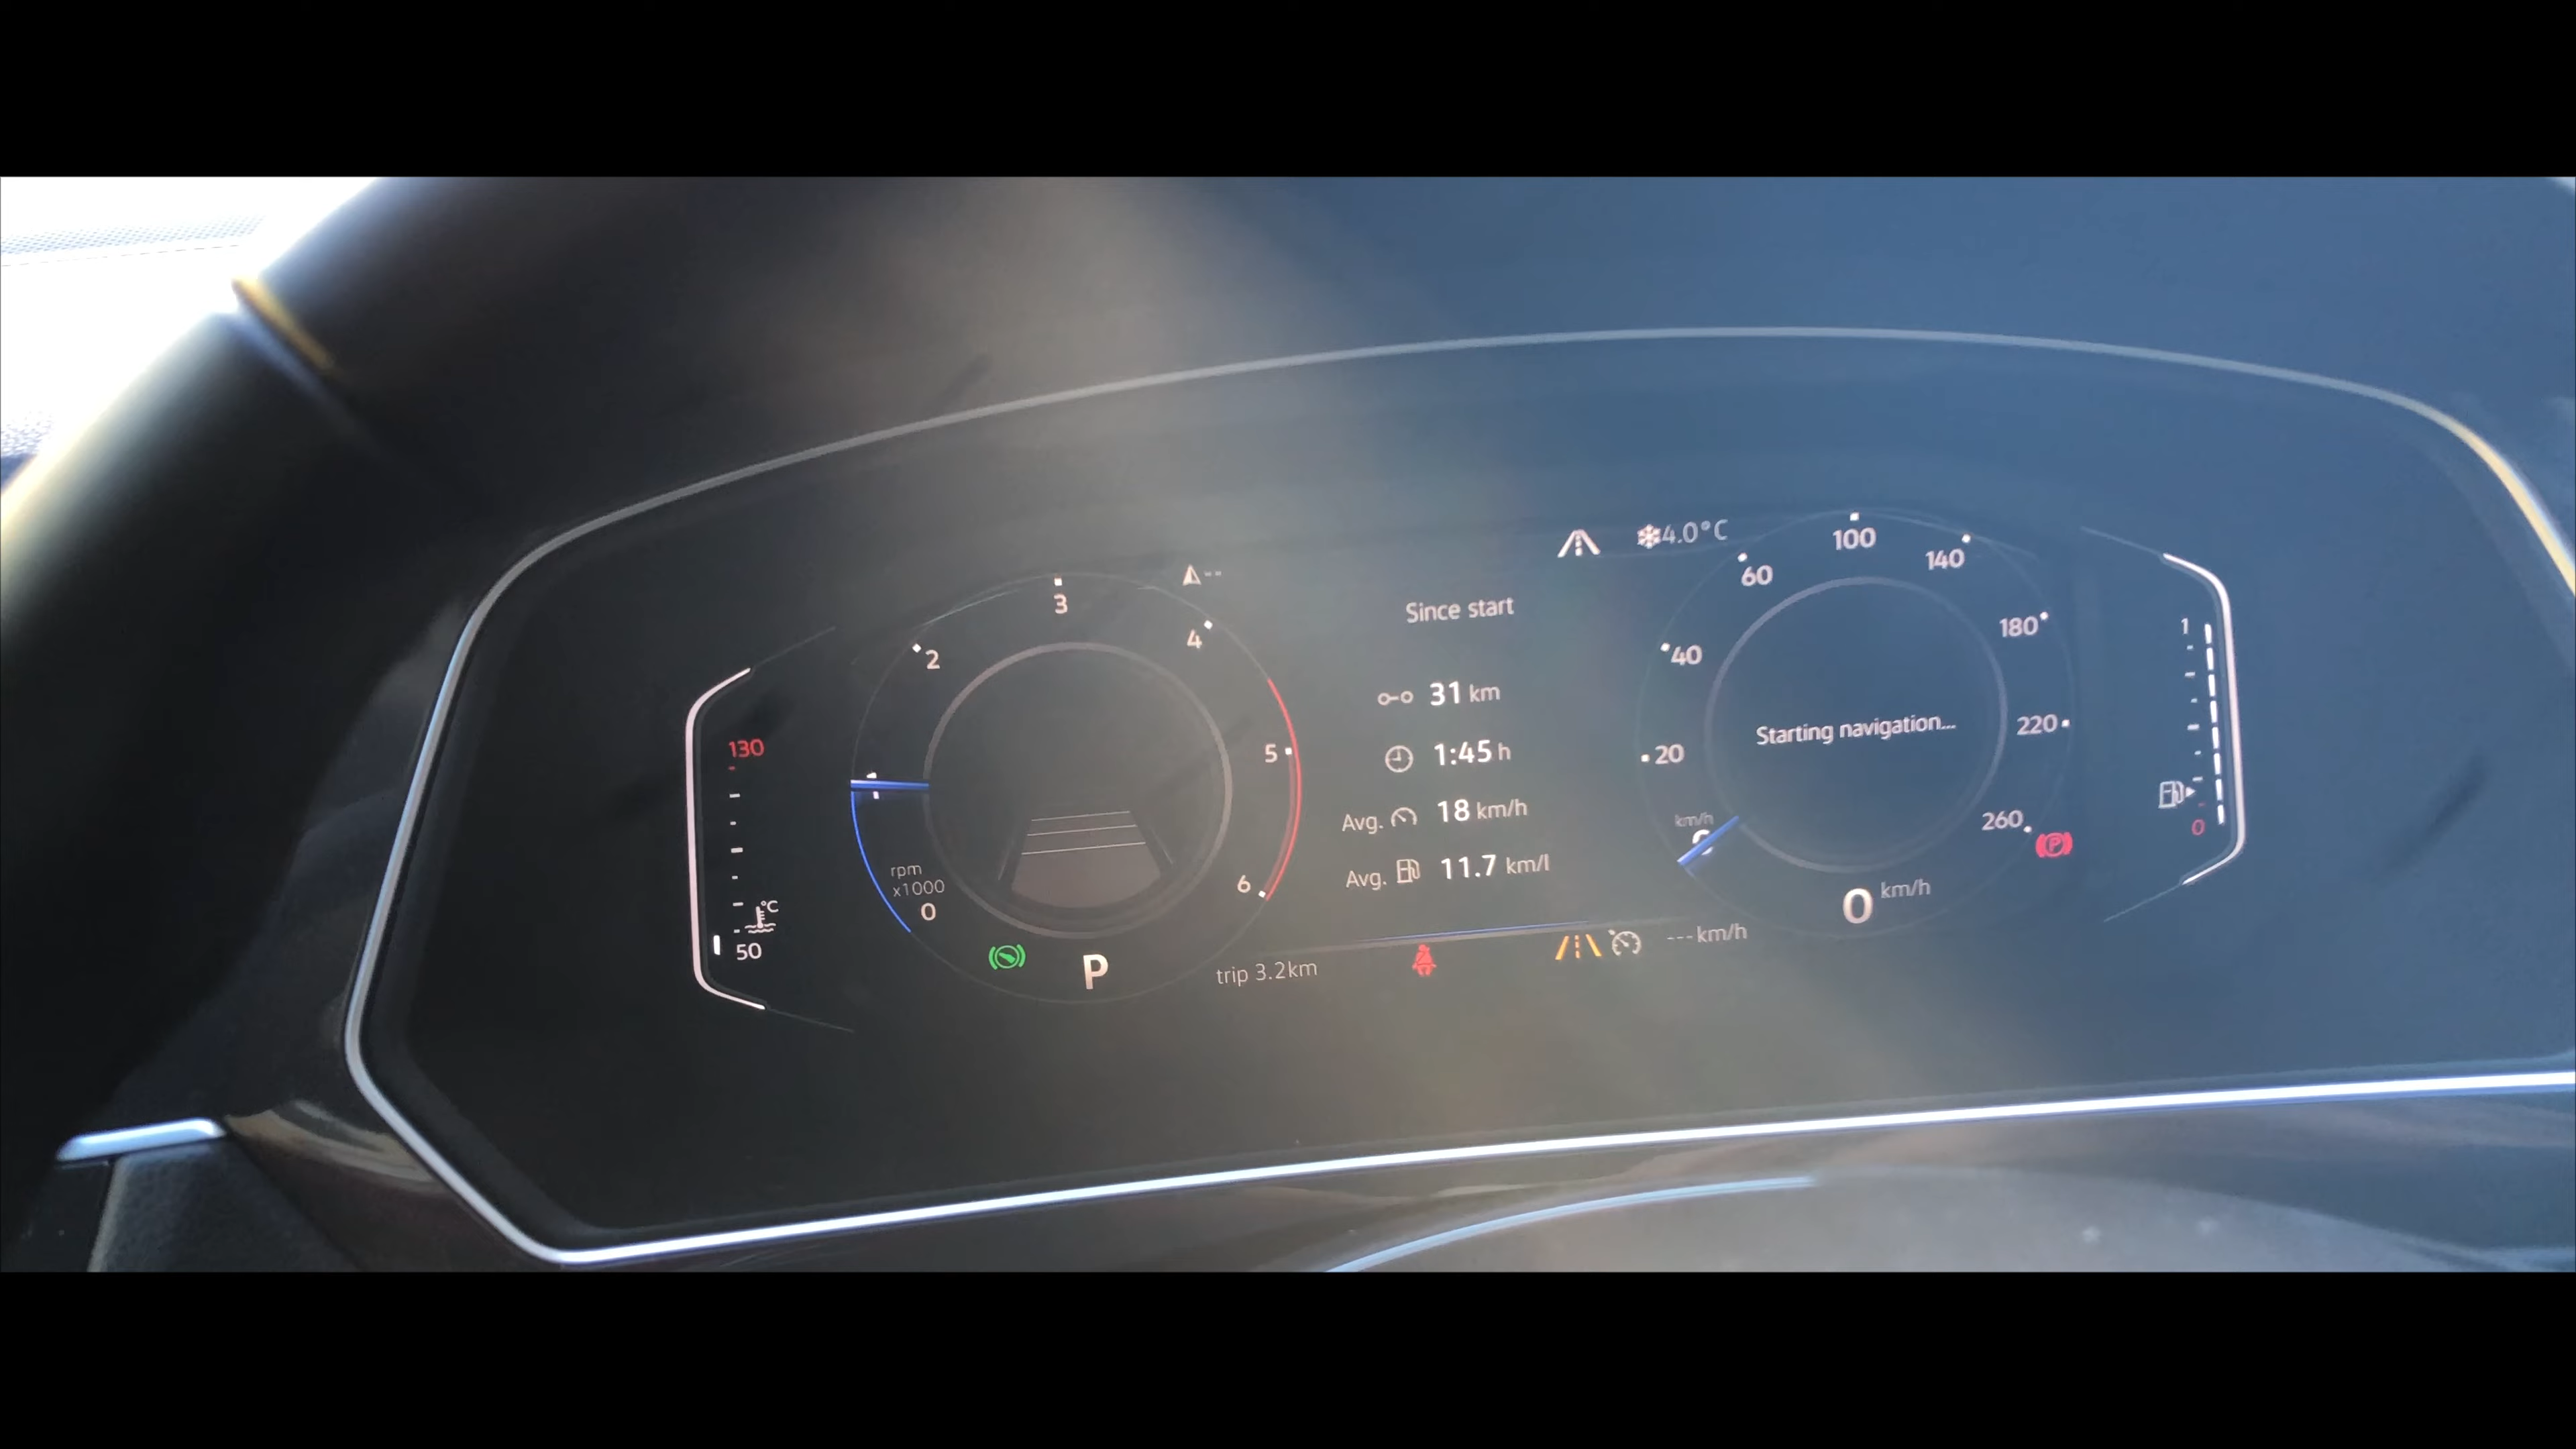 4.0°C
Since start
31 km
1:45 h
Avg. 18 km/h
Avg. 11.7 km/l
trip 3.2km
--- km/h
130
50
°C
1
2
3
4
5
6
rpm
x1000
0
P
--
20
40
60
100
140
180
220
260
km/h
Starting navigation...
0 km/h
P
1
0